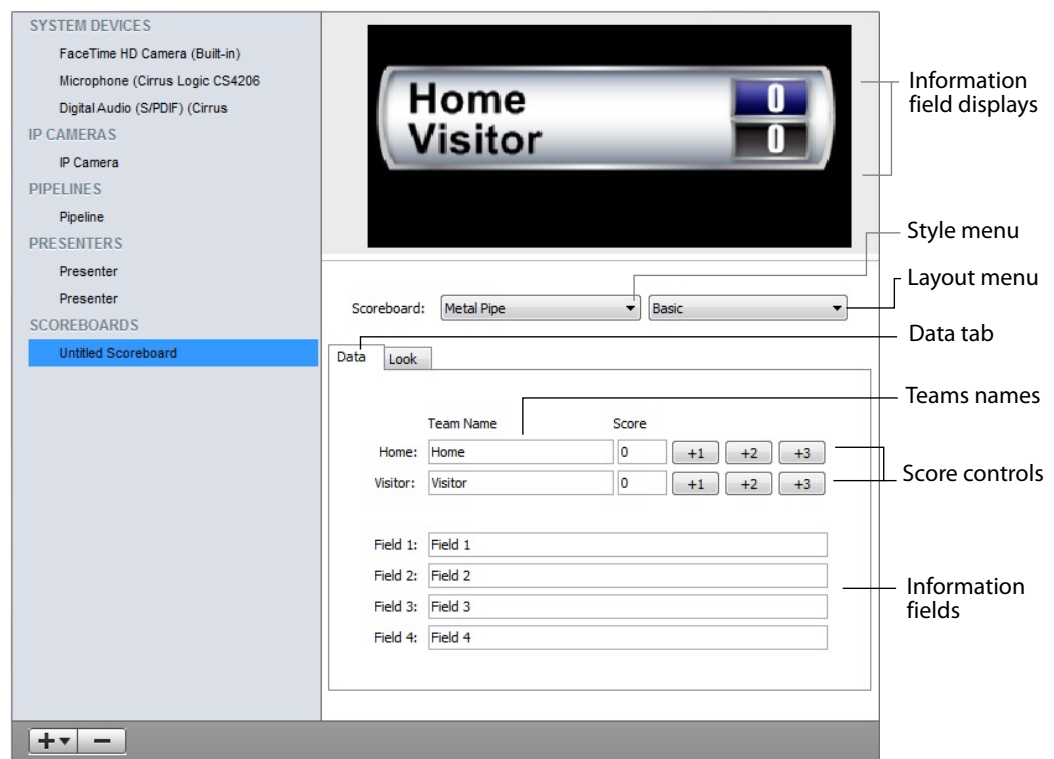 SYSTEM DEVICES
FaceTime HD Camera (Built-in)
Microphone (Cirrus Logic CS4206
Digital Audio (S/PDIF) (Cirrus
IP CAMERAS
IP Camera
PIPELINES
Pipeline
PRESENTERS
Presenter
Presenter
SCOREBOARDS
Untitled Scoreboard
Home 0
Visitor 0
Scoreboard: Metal Pipe Basic
Data Look
Team Name Score
Home: Home 0 +1 +2 +3
Visitor: Visitor 0 +1 +2 +3
Field 1: Field 1
Field 2: Field 2
Field 3: Field 3
Field 4: Field 4
Information
field displays
Style menu
Layout menu
Data tab
Teams names
Score controls
Information
fields